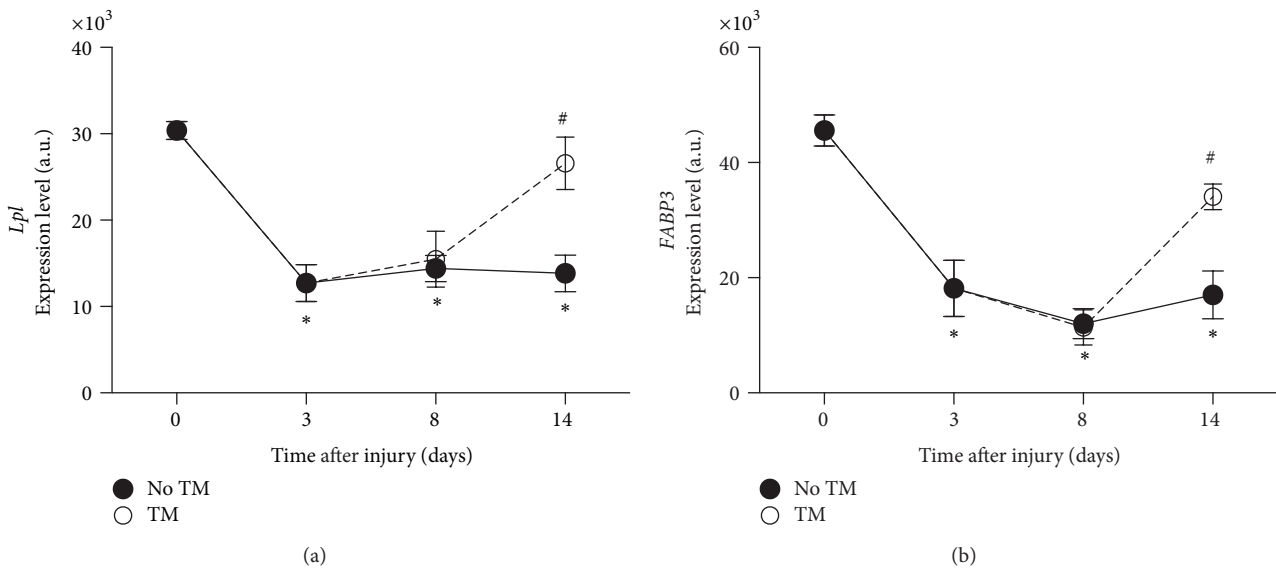 ×10³
40
30
20
10
0
Lpl
Expression level (a.u.)
#
*
*
*
0 3 8 14
Time after injury (days)
No TM
TM
(a)
×10³
60
40
20
0
FABP3
Expression level (a.u.)
#
*
*
*
0 3 8 14
Time after injury (days)
No TM
TM
(b)